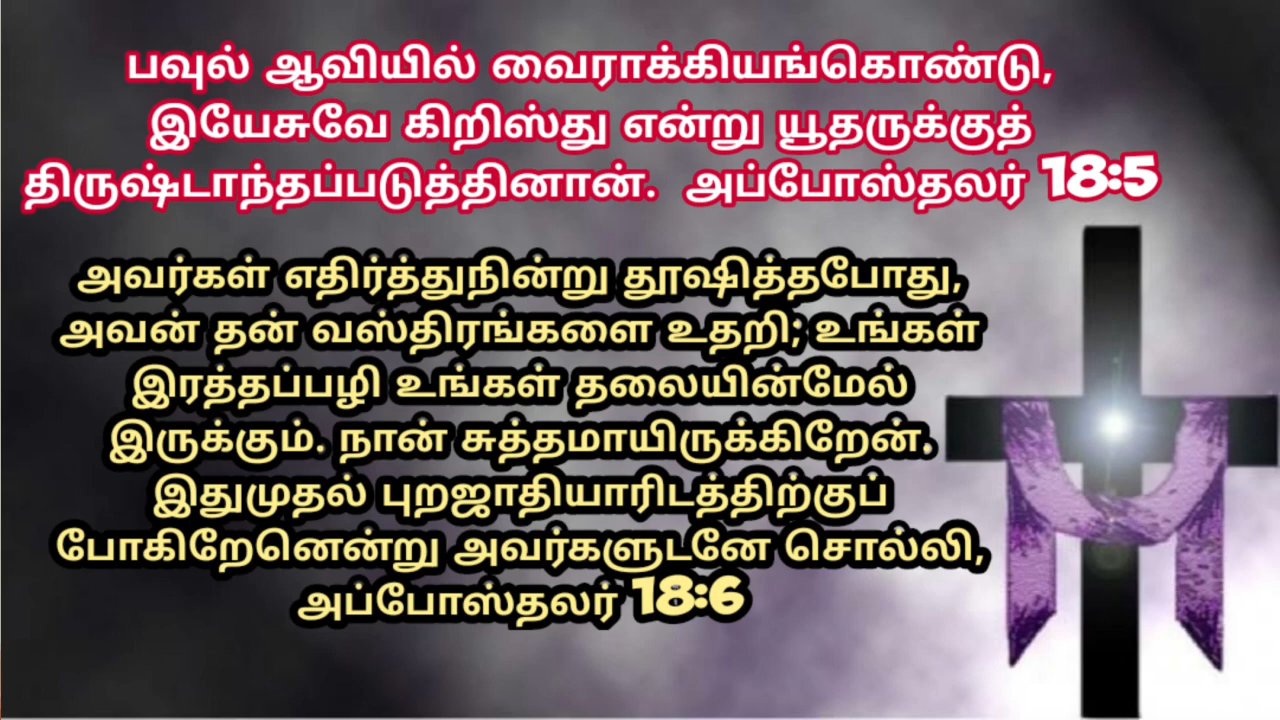 பவுல் ஆவியில் வைராக்கியங்கொண்டு,
இயேசுவே கிறிஸ்து என்று யூதருக்குத்
திருஷ்டாந்தப்படுத்தினான்.  அப்போஸ்தலர் 18:5
அவர்கள் எதிர்த்துநின்று தூஷித்தபோது,
அவன் தன் வஸ்திரங்களை உதறி; உங்கள்
இரத்தப்பழி உங்கள் தலையின்மேல்
இருக்கும். நான் சுத்தமாயிருக்கிறேன்.
இதுமுதல் புறஜாதியாரிடத்திற்குப்
போகிறேனென்று அவர்களுடனே சொல்லி,
அப்போஸ்தலர் 18:6